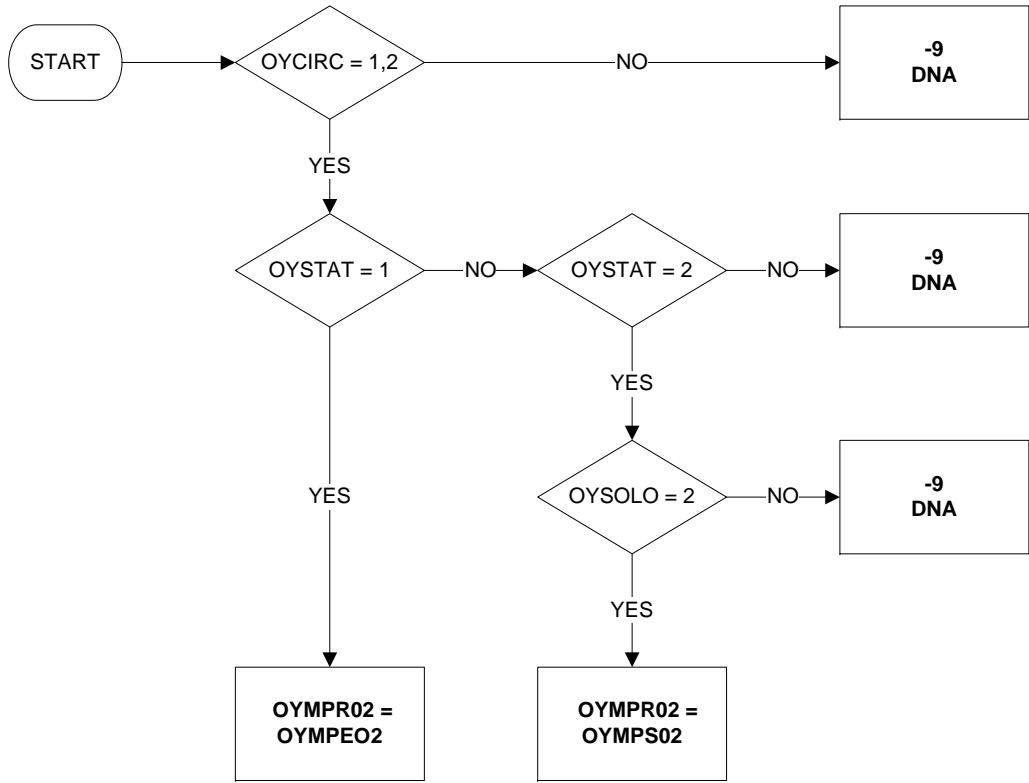 START
OYCIRC = 1,2
NO
-9
DNA
YES
OYSTAT = 1
NO
OYSTAT = 2
NO
-9
DNA
YES
OYSOLO = 2
NO
-9
DNA
YES
YES
OYMPR02 =
OYMPEO2
OYMPR02 =
OYMPS02